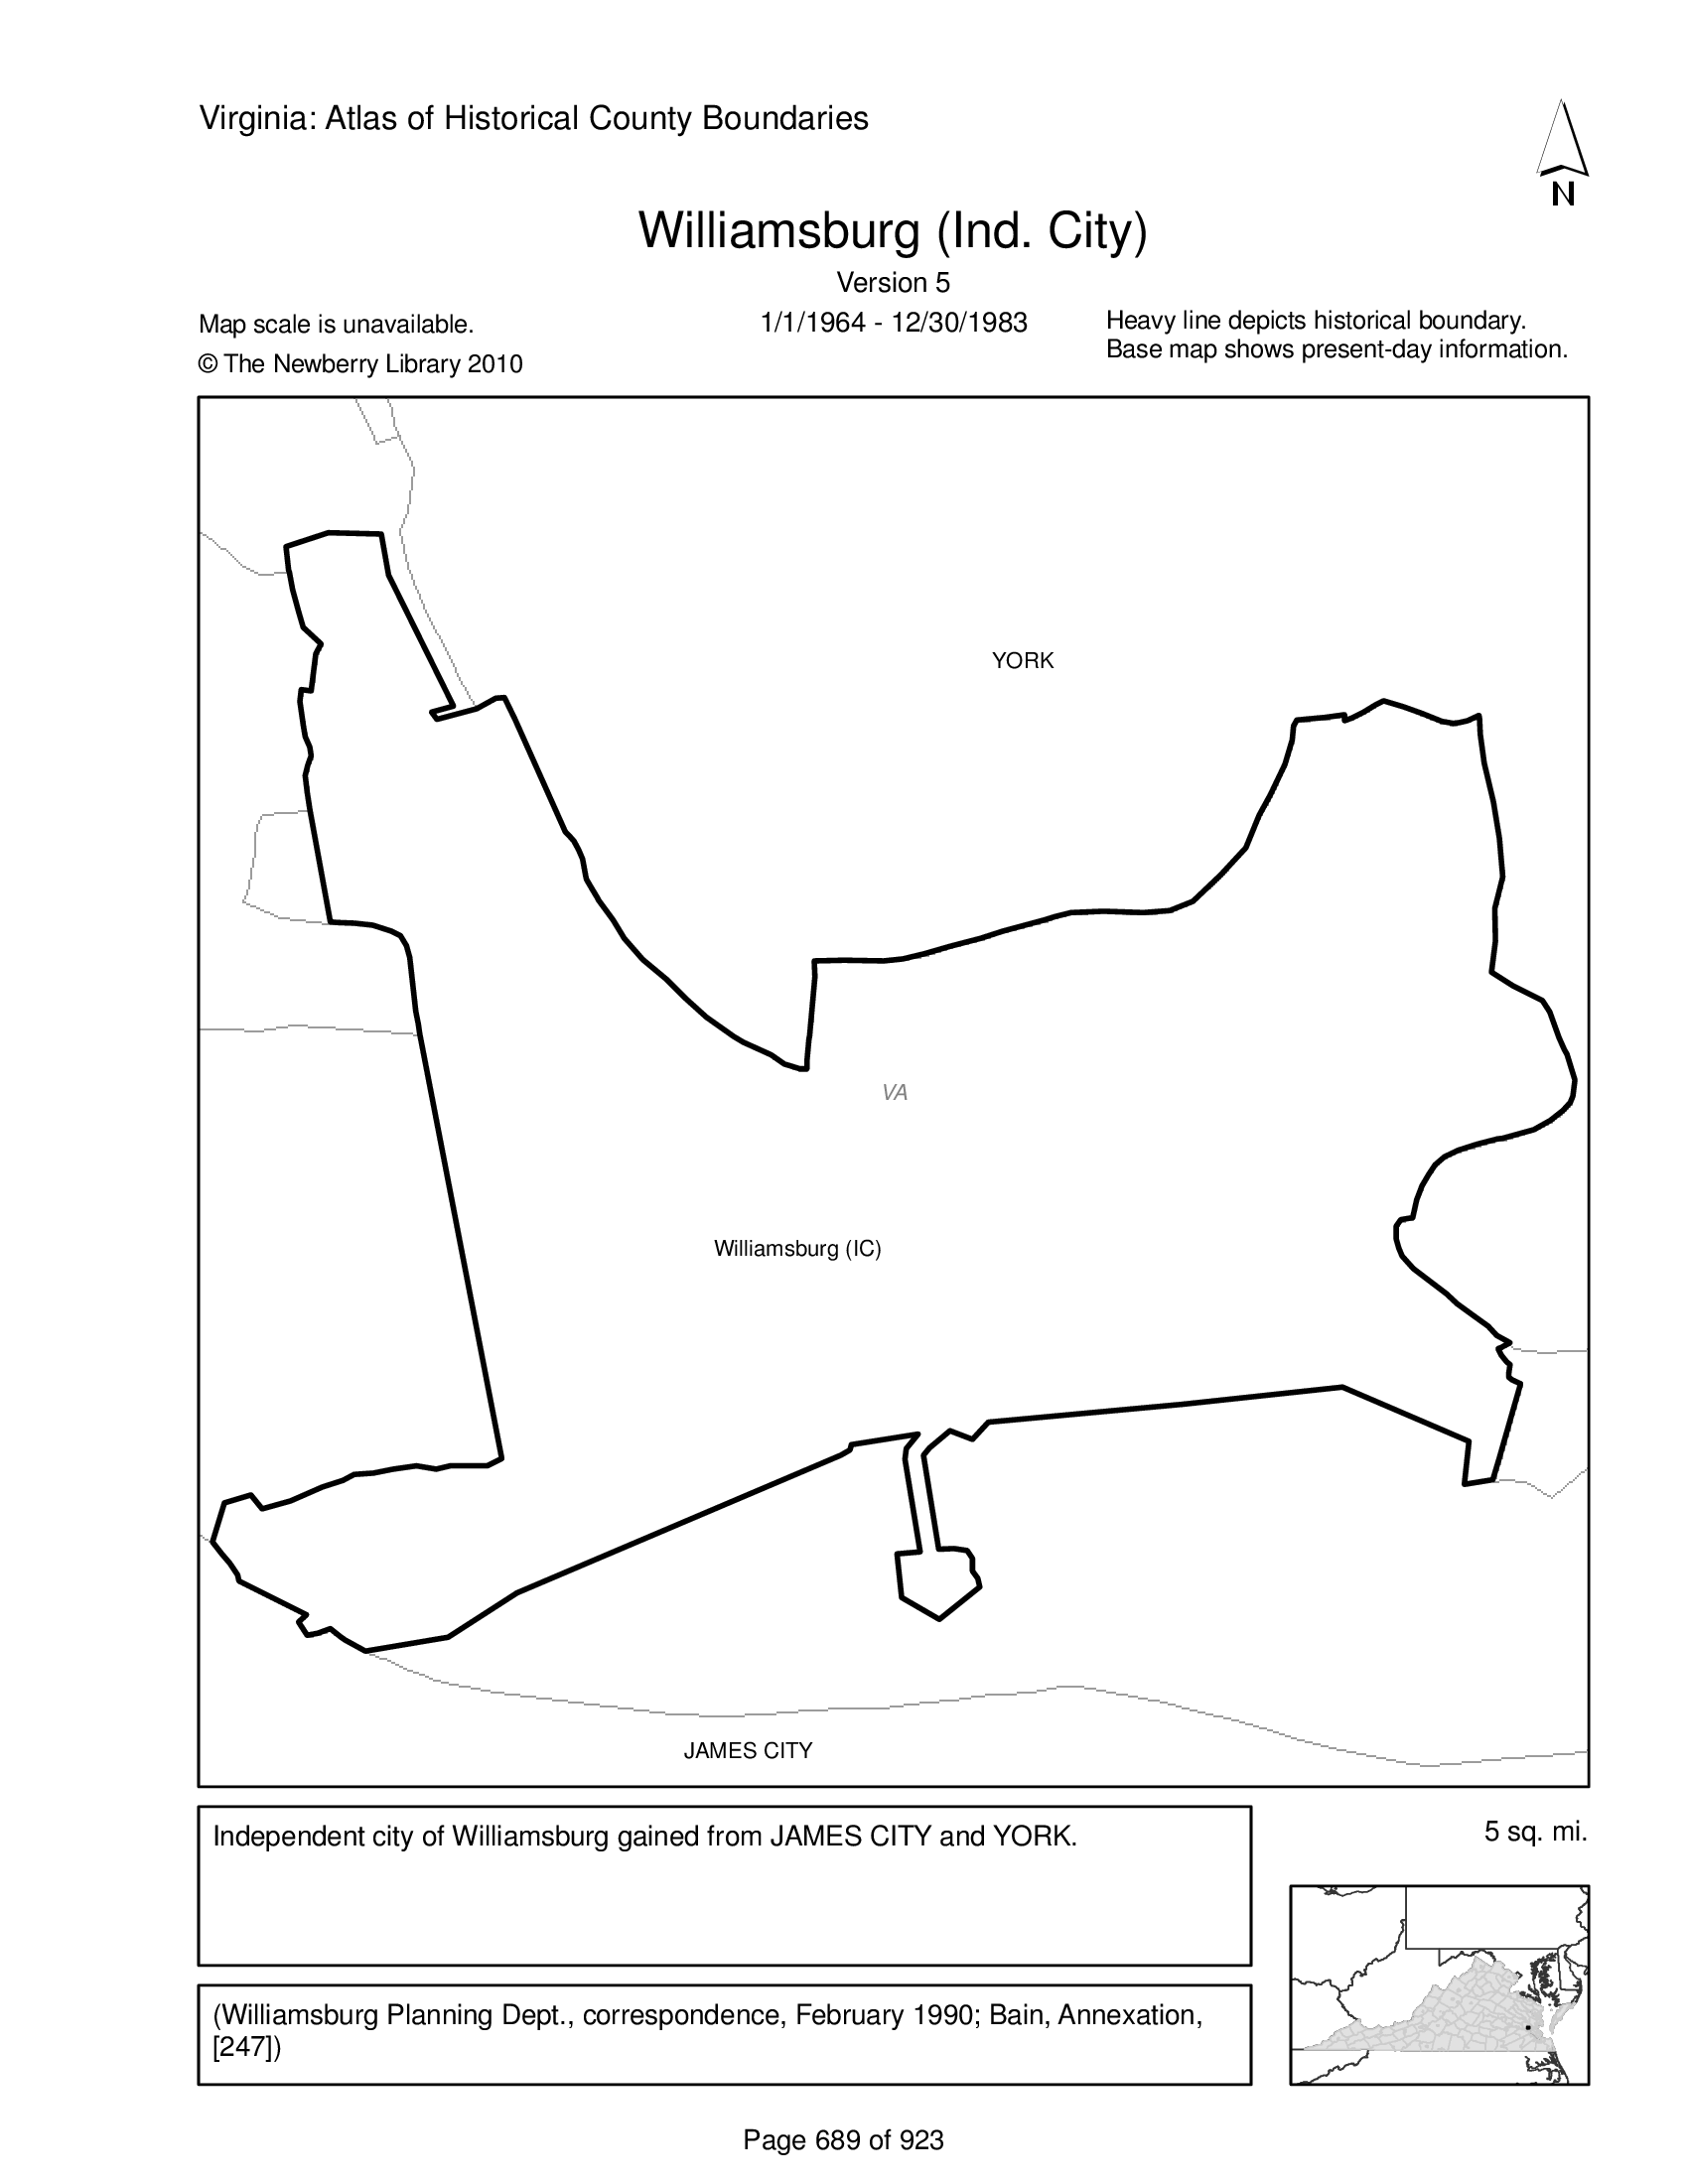 Virginia: Atlas of Historical County Boundaries
N
Williamsburg (Ind. City)
Version 5
Map scale is unavailable.
1/1/1964 - 12/30/1983
Heavy line depicts historical boundary.
Base map shows present-day information.
© The Newberry Library 2010
YORK
VA
Williamsburg (IC)
JAMES CITY
Independent city of Williamsburg gained from JAMES CITY and YORK.
5 sq. mi.
(Williamsburg Planning Dept., correspondence, February 1990; Bain, Annexation,
[247])
Page 689 of 923